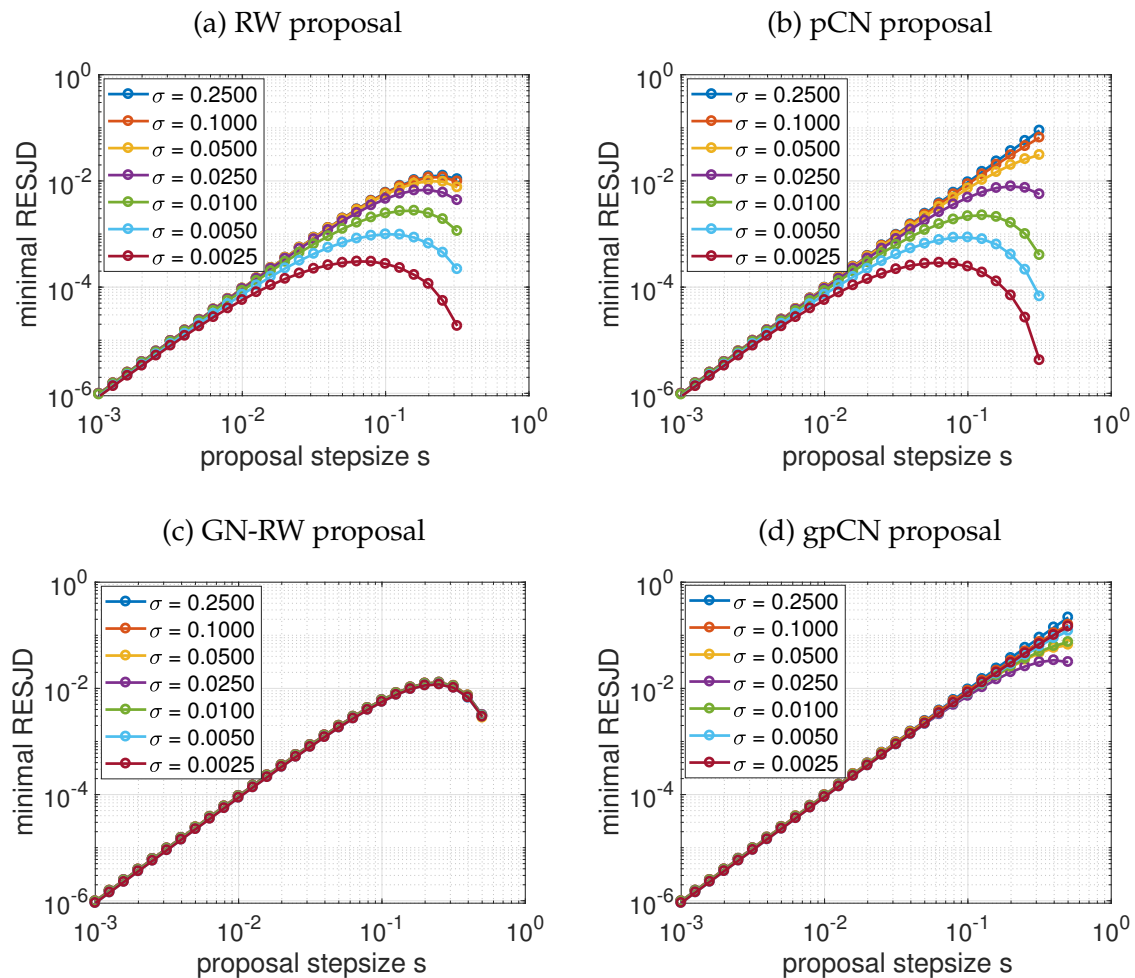 (a) RW proposal
minimal RESJD
10^0
10^-2
10^-4
10^-6
σ = 0.2500
σ = 0.1000
σ = 0.0500
σ = 0.0250
σ = 0.0100
σ = 0.0050
σ = 0.0025
10^-3
10^-2
10^-1
10^0
proposal stepsize s
(b) pCN proposal
minimal RESJD
10^0
10^-2
10^-4
10^-6
σ = 0.2500
σ = 0.1000
σ = 0.0500
σ = 0.0250
σ = 0.0100
σ = 0.0050
σ = 0.0025
10^-3
10^-2
10^-1
10^0
proposal stepsize s
(c) GN-RW proposal
minimal RESJD
10^0
10^-2
10^-4
10^-6
σ = 0.2500
σ = 0.1000
σ = 0.0500
σ = 0.0250
σ = 0.0100
σ = 0.0050
σ = 0.0025
10^-3
10^-2
10^-1
10^0
proposal stepsize s
(d) gpCN proposal
minimal RESJD
10^0
10^-2
10^-4
10^-6
σ = 0.2500
σ = 0.1000
σ = 0.0500
σ = 0.0250
σ = 0.0100
σ = 0.0050
σ = 0.0025
10^-3
10^-2
10^-1
10^0
proposal stepsize s